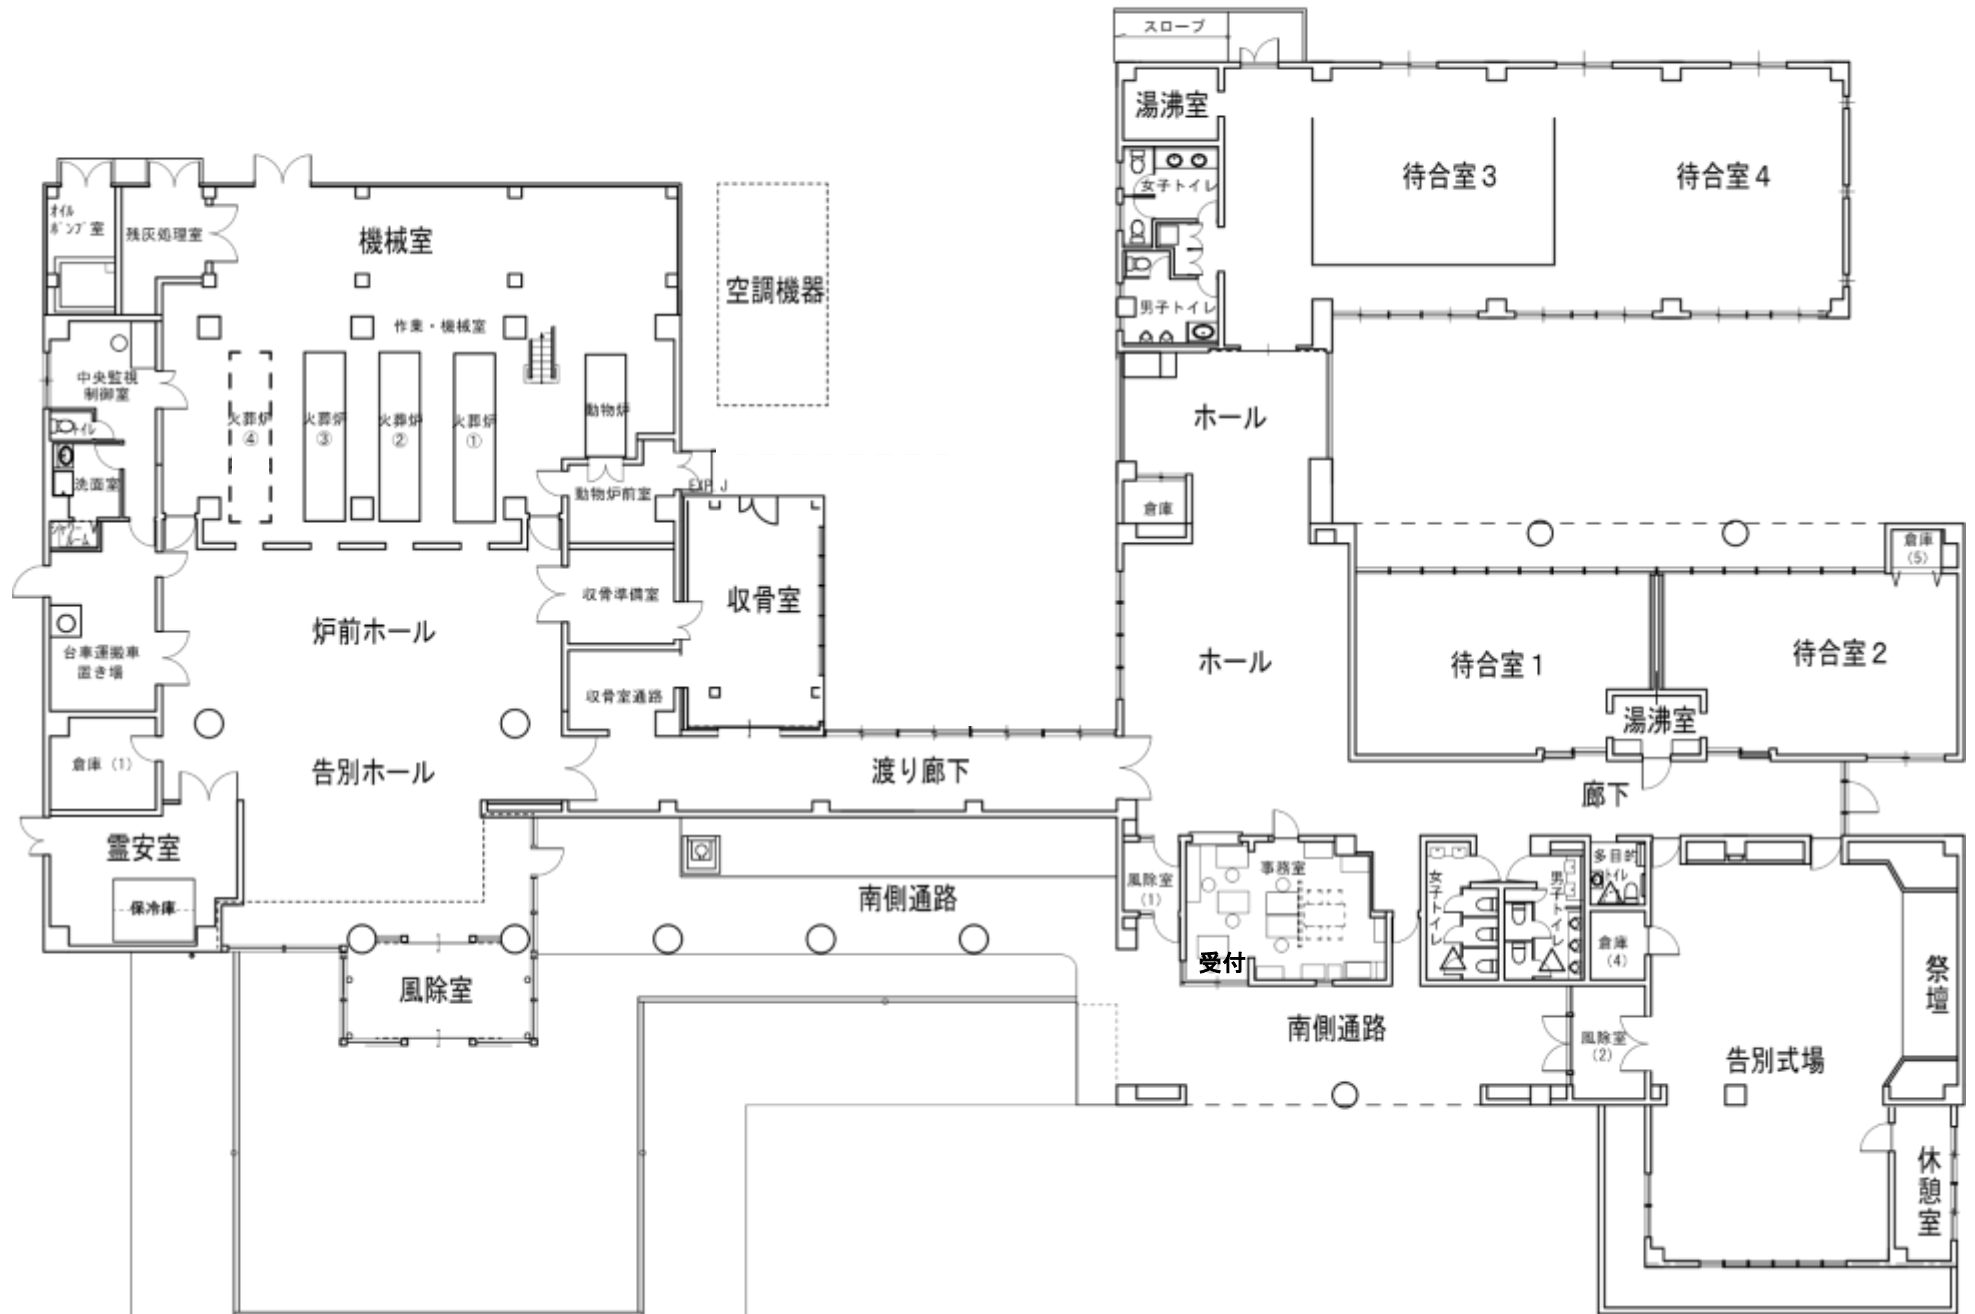 スロープ
湯沸室
女子トイレ
男子トイレ
待合室3
待合室4
オイル
ポンプ室
残灰処理室
機械室
空調機器
作業・機械室
中央監視
制御室
トイレ
洗面室
シャワー
ルーム
火葬炉
④
火葬炉
③
火葬炉
②
火葬炉
①
動物炉
動物炉前室
EXP.J
ホール
倉庫
倉庫
(5)
収骨準備室
収骨室
炉前ホール
台車運搬車
置き場
収骨室通路
ホール
待合室1
待合室2
湯沸室
倉庫(1)
告別ホール
渡り廊下
廊下
霊安室
保冷庫
南側通路
風除室
(1)
事務室
受付
女子トイレ
男子トイレ
多目的
トイレ
倉庫
(4)
祭壇
風除室
南側通路
風除室
(2)
告別式場
休憩室